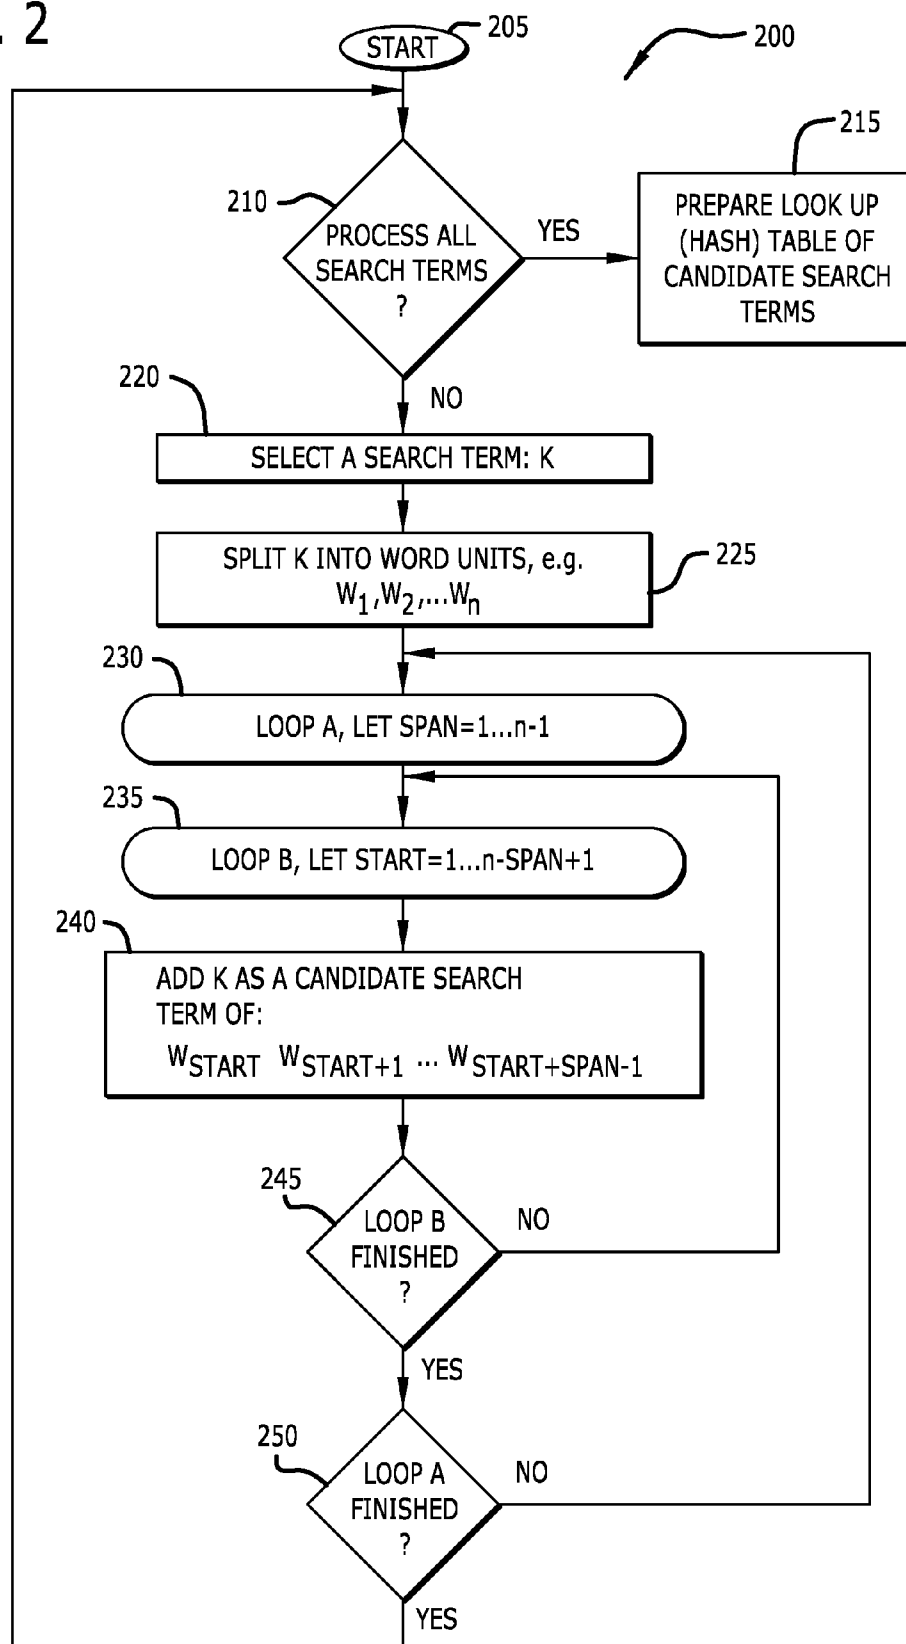 . 2
START
205
200
215
210
PROCESS ALL
SEARCH TERMS
?
YES
PREPARE LOOK UP
(HASH) TABLE OF
CANDIDATE SEARCH
TERMS
NO
220
SELECT A SEARCH TERM: K
SPLIT K INTO WORD UNITS, e.g.
W1,W2,...Wn
225
230
LOOP A, LET SPAN=1...n-1
235
LOOP B, LET START=1...n-SPAN+1
240
ADD K AS A CANDIDATE SEARCH
TERM OF:
WSTART WSTART+1 ... WSTART+SPAN-1
245
LOOP B
FINISHED
?
NO
YES
250
LOOP A
FINISHED
?
NO
YES